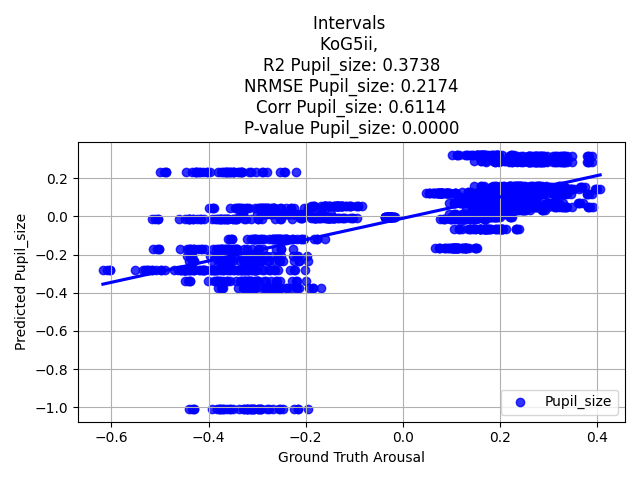 Intervals
KoG5ii,
R2 Pupil_size: 0.3738
NRMSE Pupil_size: 0.2174
Corr Pupil_size: 0.6114
P-value Pupil_size: 0.0000
Predicted Pupil_size
0.2
0.0
−0.2
−0.4
−0.6
−0.8
−1.0
Pupil_size
−0.6
−0.4
−0.2
0.0
0.2
0.4
Ground Truth Arousal